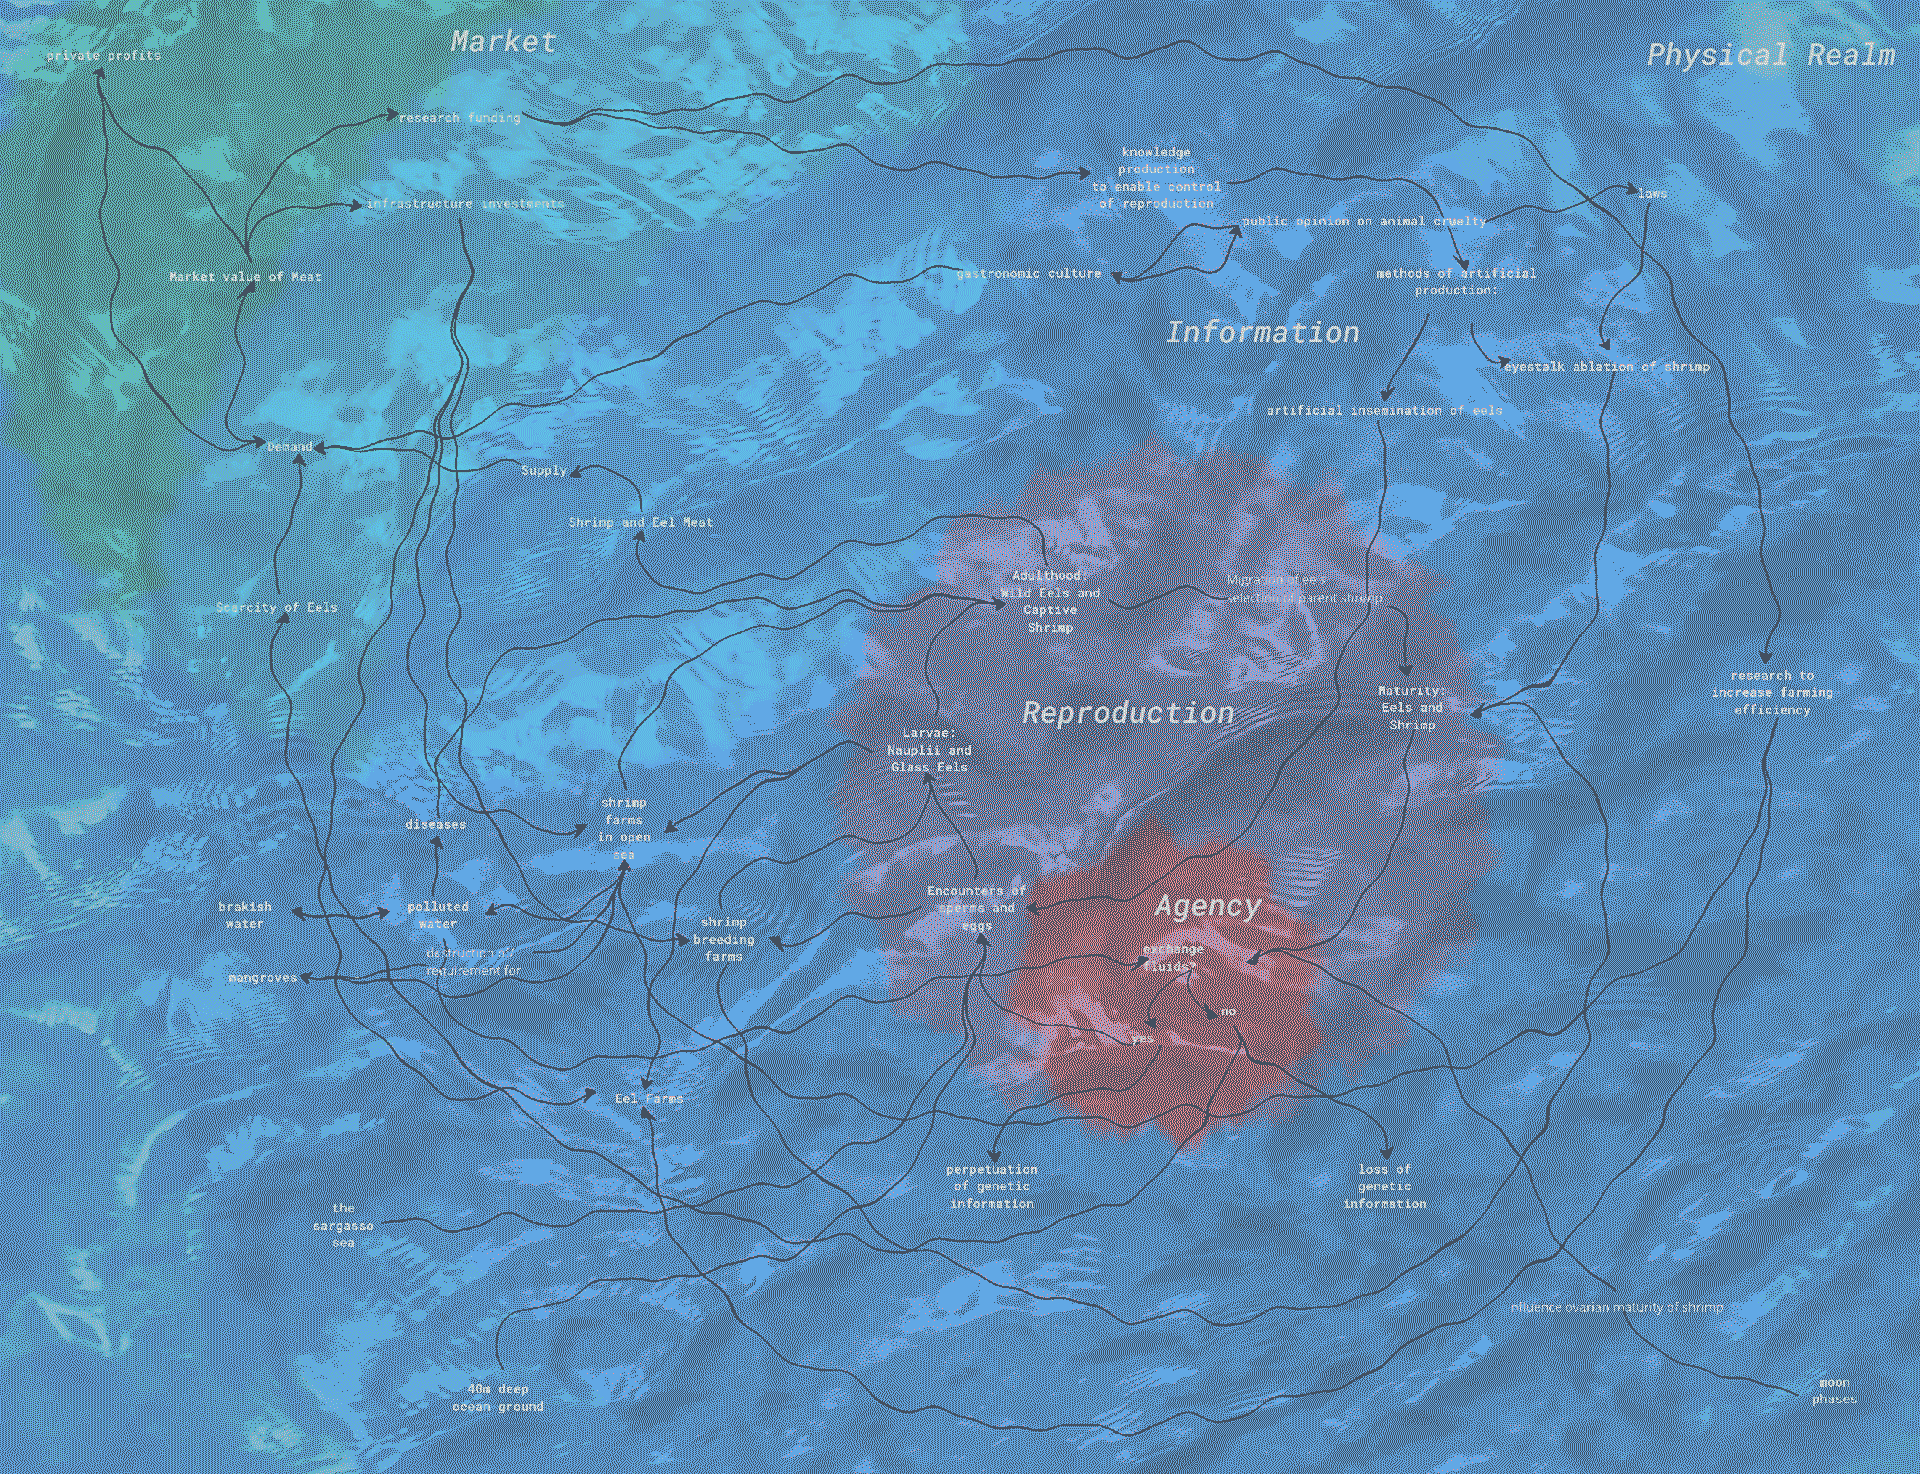 Market
Physical Realm
private profits
research funding
knowledge
production
to enable control
of reproduction
infrastructure investments
laws
public opinion on animal cruelty
Market value of Meat
gastronomic culture
methods of artificial
production:
Information
eyestalk ablation of shrimp
artificial insemination of eels
Demand
Supply
Shrimp and Eel Meat
Adulthood:
Wild Eels and
Captive
Shrimp
Migration of eels
selection of parent shrimp
Scarcity of Eels
research to
increase farming
efficiency
Maturity:
Eels and
Shrimp
Reproduction
Larvae:
Nauplii and
Glass Eels
shrimp
farms
in open
sea
diseases
Encounters of
sperms and
eggs
Agency
brakish
water
polluted
water
shrimp
breeding
farms
destruction of/
requirement for
mangroves
exchange
fluids?
no
yes
Eel Farms
perpetuation
of genetic
information
loss of
genetic
information
the
sargasso
sea
nfluence ovarian maturity of shrimp
40m deep
ocean ground
moon
phases